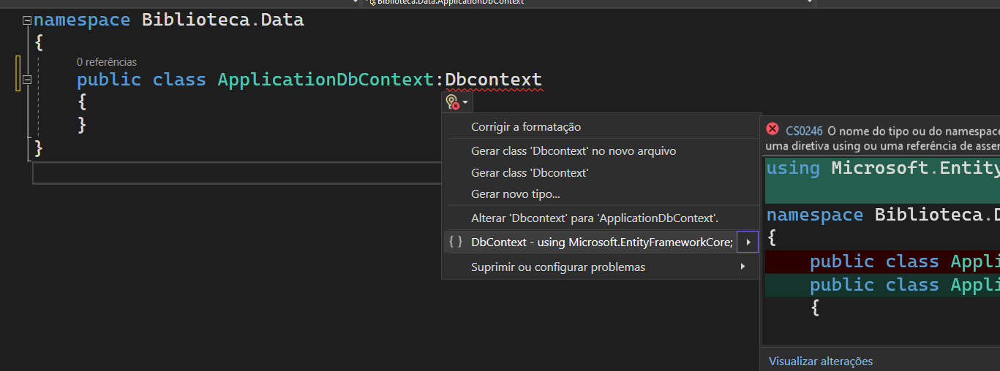 Biblioteca.Data.ApplicationDbContext
namespace Biblioteca.Data
{
0 referências
public class ApplicationDbContext:Dbcontext
{
}
}
Corrigir a formatação
Gerar class 'Dbcontext' no novo arquivo
Gerar class 'Dbcontext'
Gerar novo tipo...
Alterar 'Dbcontext' para 'ApplicationDbContext'.
{ } DbContext - using Microsoft.EntityFrameworkCore;
Suprimir ou configurar problemas
CS0246 O nome do tipo ou do namespace
uma diretiva using ou uma referência de asser
using Microsoft.Entity
namespace Biblioteca.D
{
public class Appli
public class Appli
{
Visualizar alterações